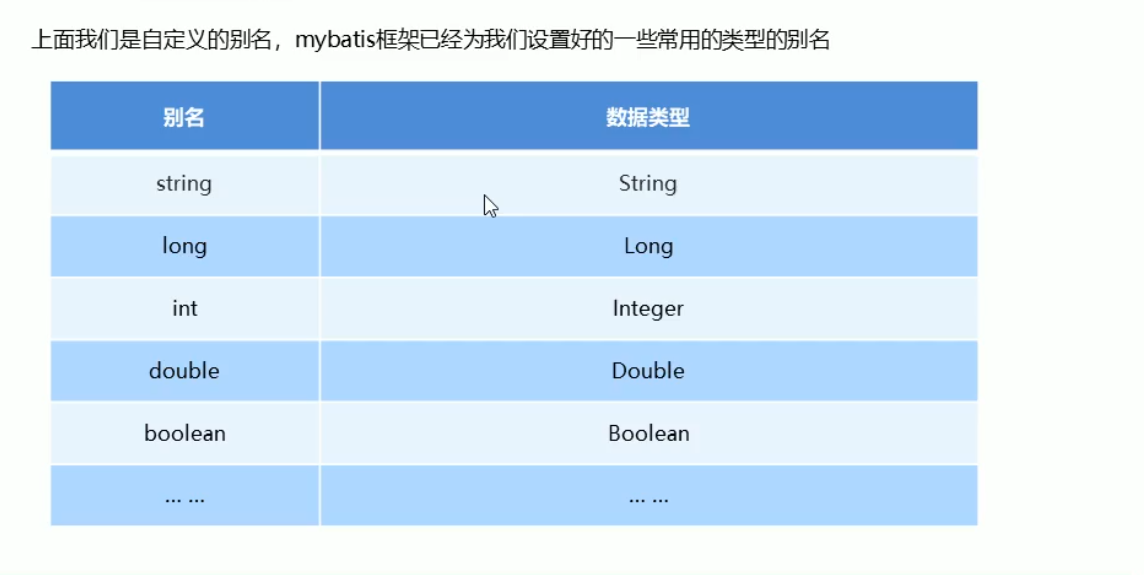 上面我们是自定义的别名，mybatis框架已经为我们设置好的一些常用的类型的别名
别名 数据类型
string String
long Long
int Integer
double Double
boolean Boolean
... ... ... ...